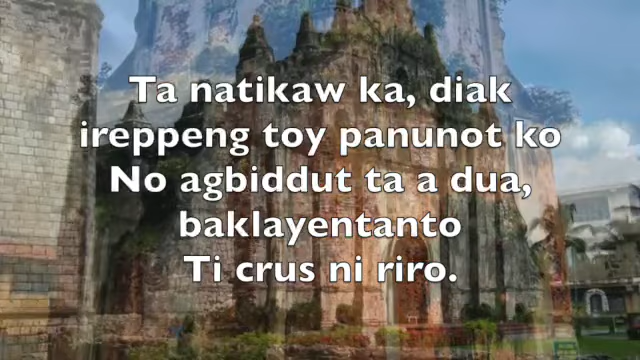 Ta natikaw ka, diak
ireppeng toy panunot ko
No agbiddut ta a dua,
baklayentanto
Ti crus ni riro.